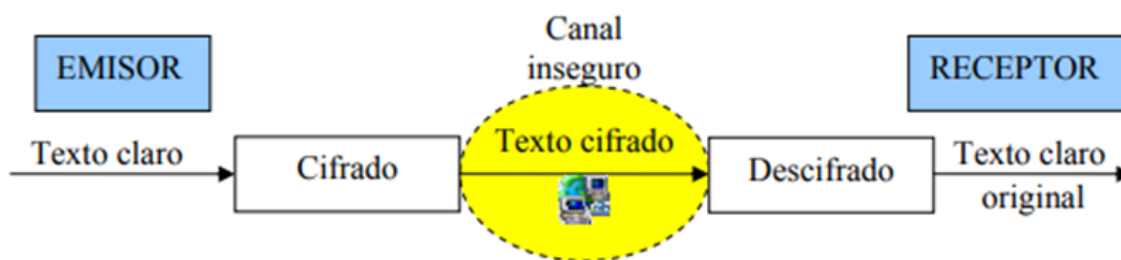 Canal
inseguro
EMISOR
RECEPTOR
Texto claro
Cifrado
Texto cifrado
Descifrado
Texto claro
original